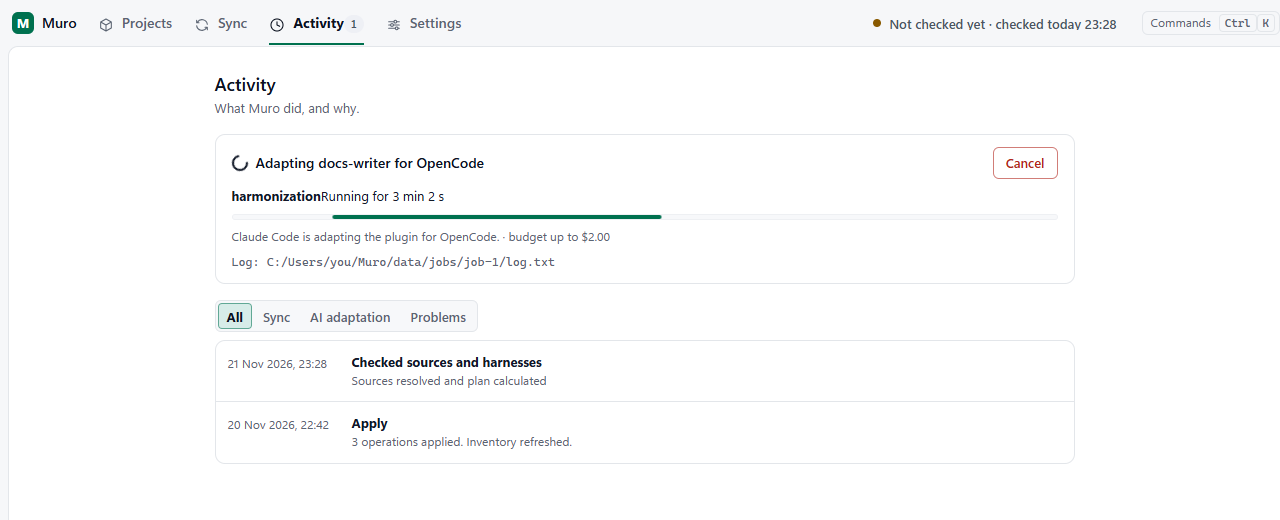 M Muro Projects Sync Activity 1 Settings Not checked yet · checked today 23:28 Commands Ctrl K
Activity
What Muro did, and why.
Adapting docs-writer for OpenCode Cancel
harmonizationRunning for 3 min 2 s
Claude Code is adapting the plugin for OpenCode. · budget up to $2.00
Log: C:/Users/you/Muro/data/jobs/job-1/log.txt
All Sync AI adaptation Problems
21 Nov 2026, 23:28 Checked sources and harnesses
Sources resolved and plan calculated
20 Nov 2026, 22:42 Apply
3 operations applied. Inventory refreshed.